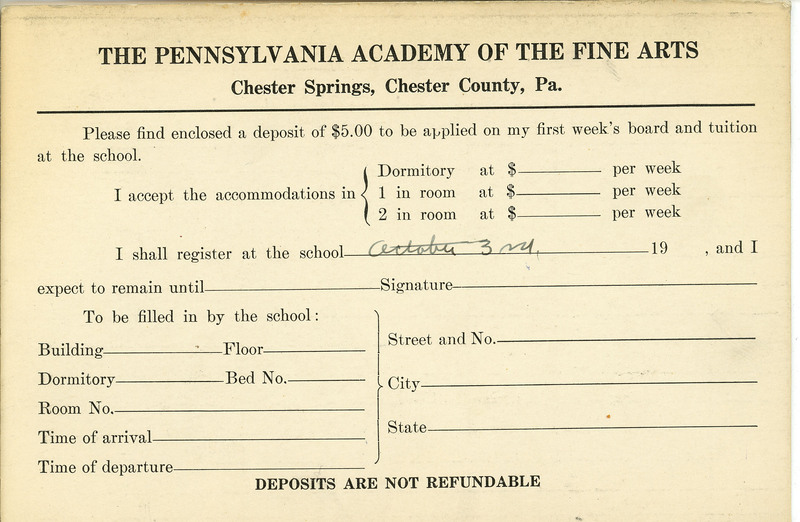 THE PENNSYLVANIA ACADEMY OF THE FINE ARTS
Chester Springs, Chester County, Pa.
Please find enclosed a deposit of $5.00 to be applied on my first week's board and tuition
at the school.
I accept the accommodations in
Dormitory at $ per week
1 in room at $ per week
2 in room at $ per week
I shall register at the school October 3rd, 19 , and I
expect to remain until Signature
To be filled in by the school:
Building Floor
Dormitory Bed No.
Room No.
Time of arrival
Time of departure
Street and No.
City
State
DEPOSITS ARE NOT REFUNDABLE